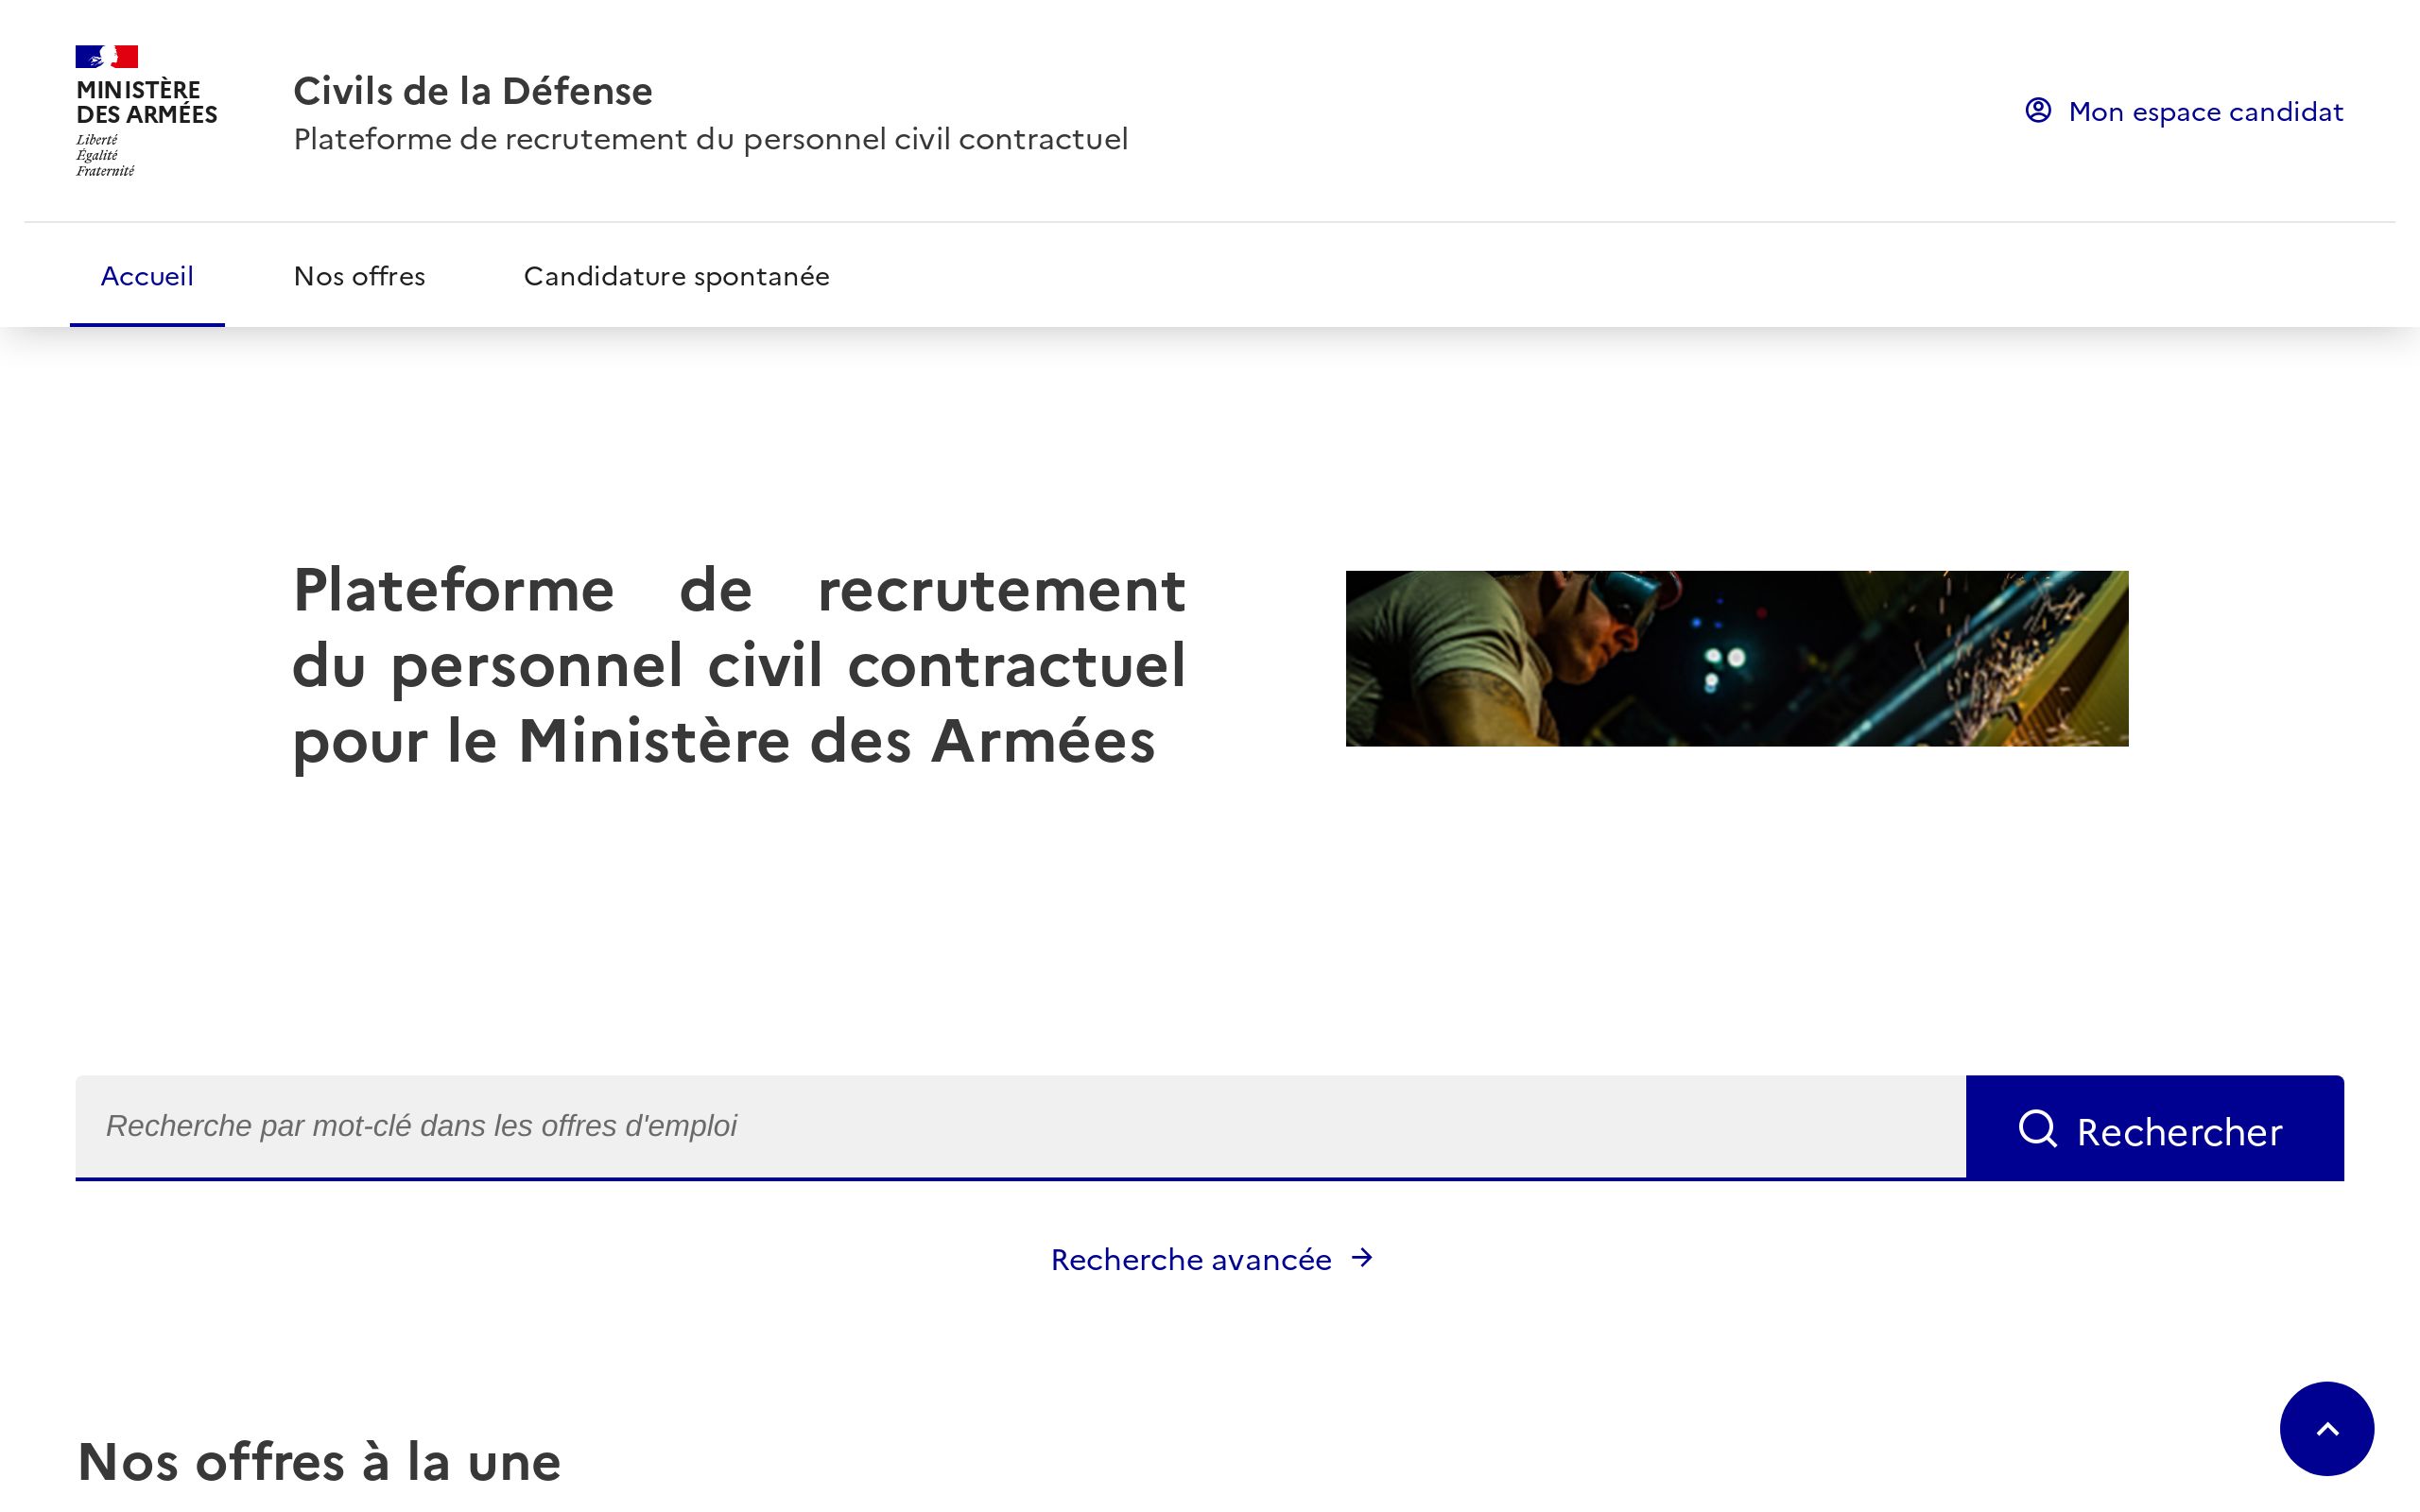 MINISTÈRE
DES ARMÉES
Liberté
Égalité
Fraternité
Civils de la Défense
Plateforme de recrutement du personnel civil contractuel
Mon espace candidat
Accueil
Nos offres
Candidature spontanée
Plateforme de recrutement
du personnel civil contractuel
pour le Ministère des Armées
Recherche par mot-clé dans les offres d'emploi
Rechercher
Recherche avancée
Nos offres à la une